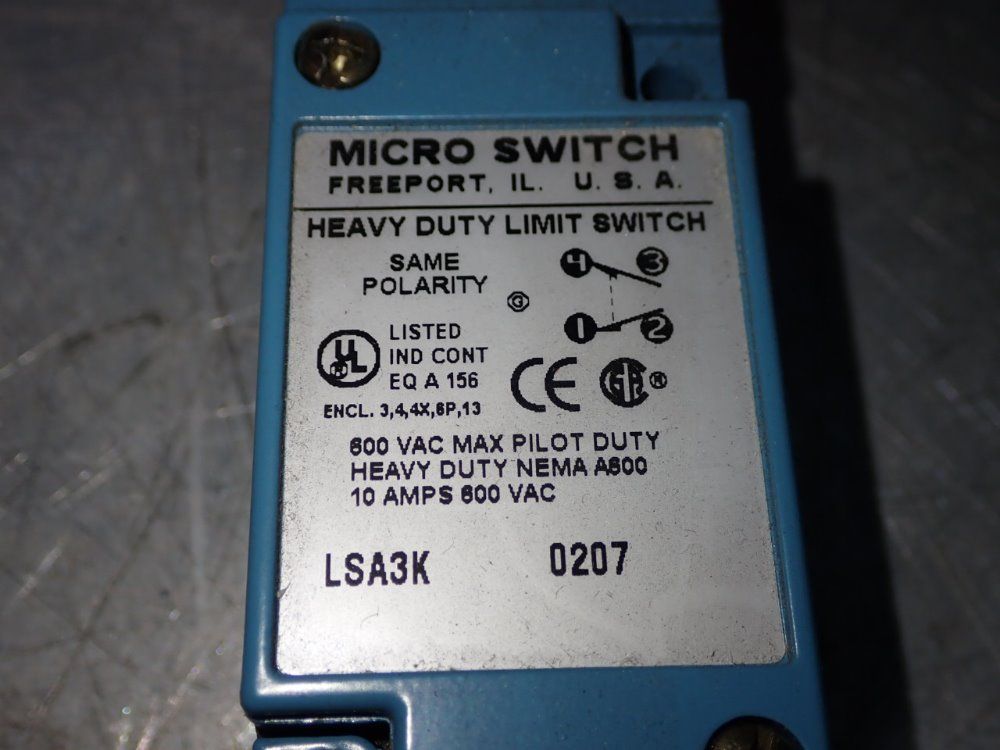 MICRO SWITCH
FREEPORT, IL. U. S. A.
HEAVY DUTY LIMIT SWITCH
SAME
POLARITY
4 3
1 2
G
UL
LISTED
IND CONT
EQ A 156
CE
ENCL. 3,4,4X,6P,13
600 VAC MAX PILOT DUTY
HEAVY DUTY NEMA A600
10 AMPS 600 VAC
LSA3K 0207